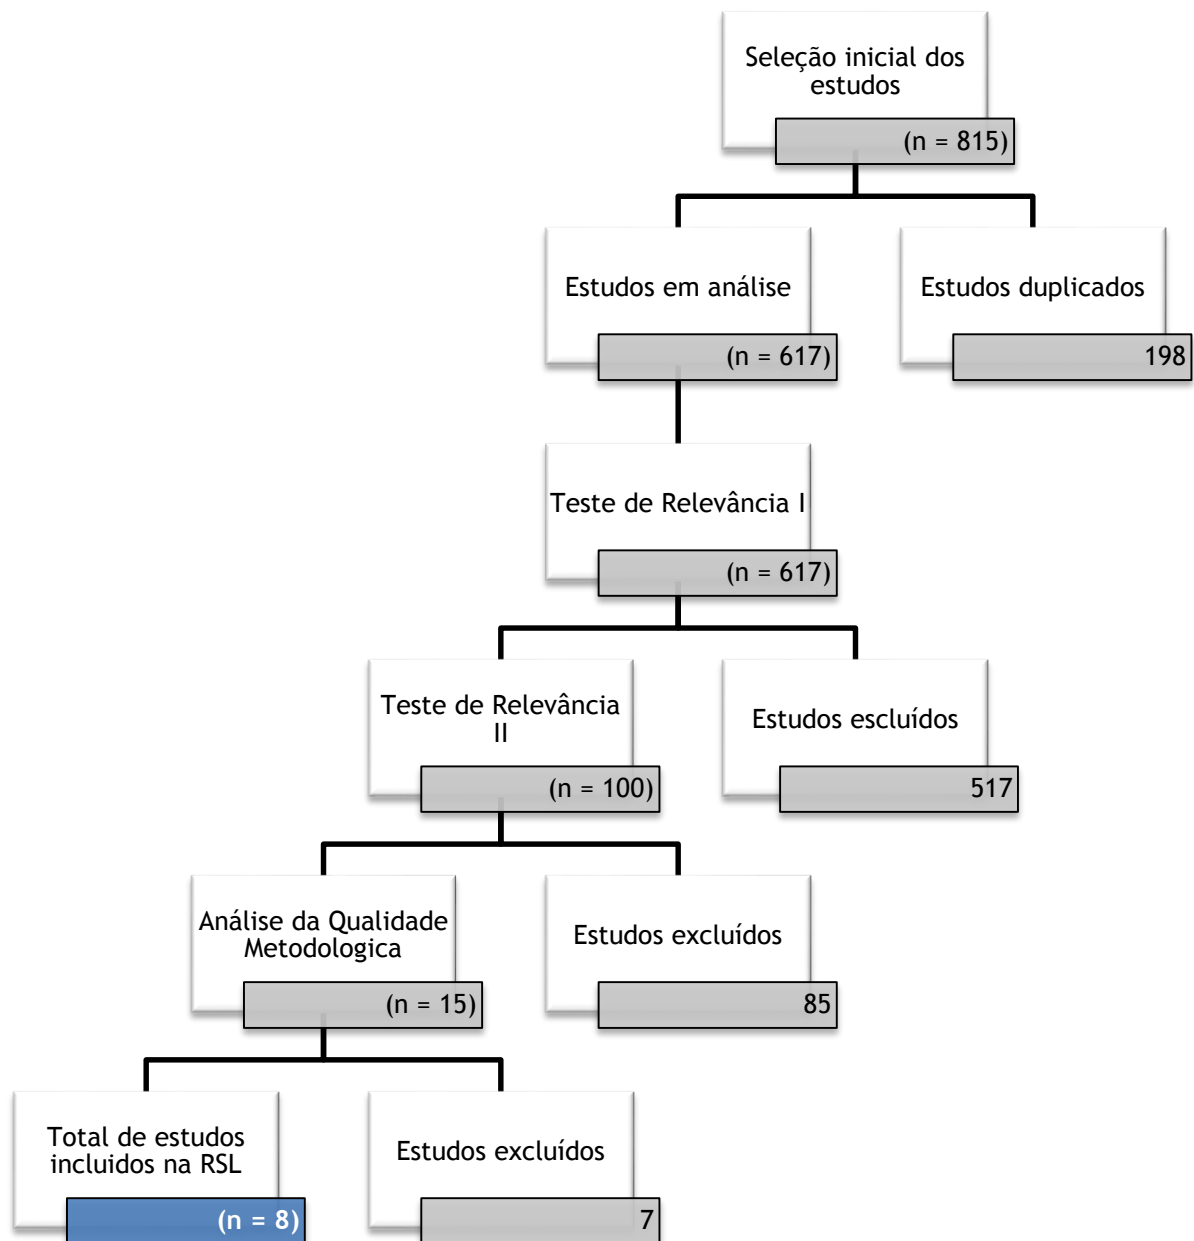 Seleção inicial dos
estudos
(n = 815)
Estudos em análise
(n = 617)
Estudos duplicados
198
Teste de Relevância I
(n = 617)
Teste de Relevância
II
(n = 100)
Estudos escluídos
517
Análise da Qualidade
Metodologica
(n = 15)
Estudos excluídos
85
Total de estudos
incluidos na RSL
(n = 8)
Estudos excluídos
7